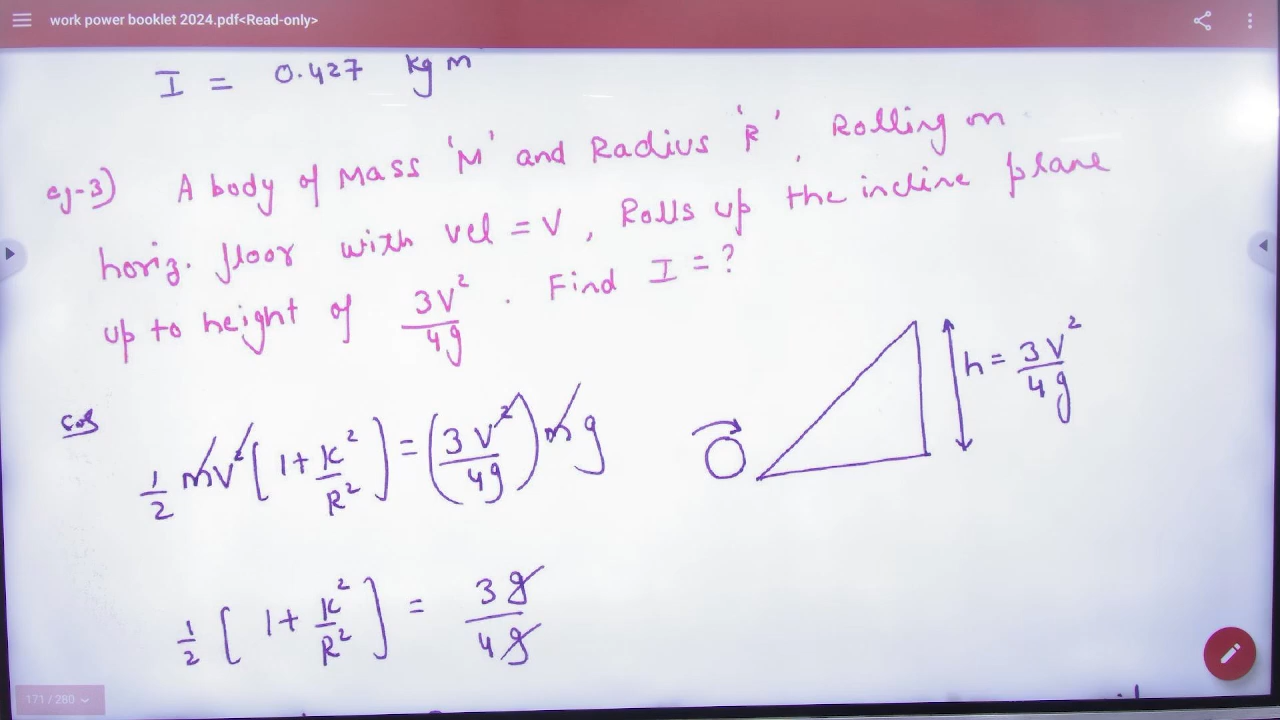 work power booklet 2024.pdf<Read-only>
I = 0.427 kg m
eg-3) A body of Mass 'M' and Radius 'R', Rolling on
horiz. floor with vel = V, Rolls up the incline plane
up to height of 3V²/4g. Find I = ?
h = 3V²/4g
1/2 mv² [1 + K²/R²] = (3V²/4g) mg
1/2 [1 + K²/R²] = 3g/4g
171 / 280